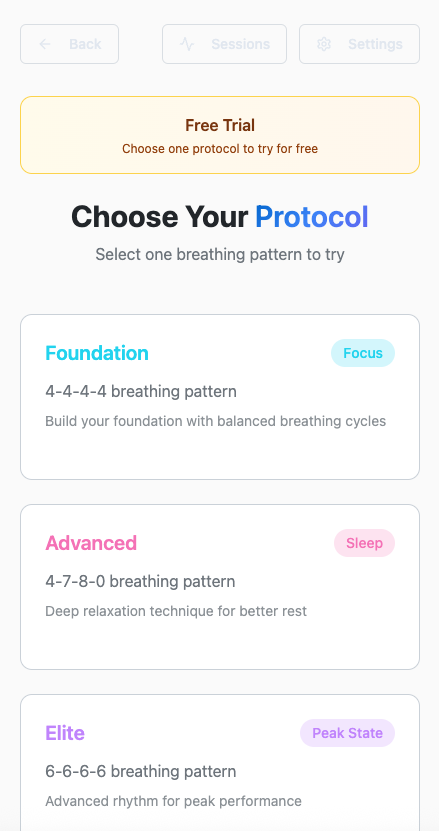 Back
Sessions
Settings
Free Trial
Choose one protocol to try for free
Choose Your Protocol
Select one breathing pattern to try
Foundation
Focus
4-4-4-4 breathing pattern
Build your foundation with balanced breathing cycles
Advanced
Sleep
4-7-8-0 breathing pattern
Deep relaxation technique for better rest
Elite
Peak State
6-6-6-6 breathing pattern
Advanced rhythm for peak performance